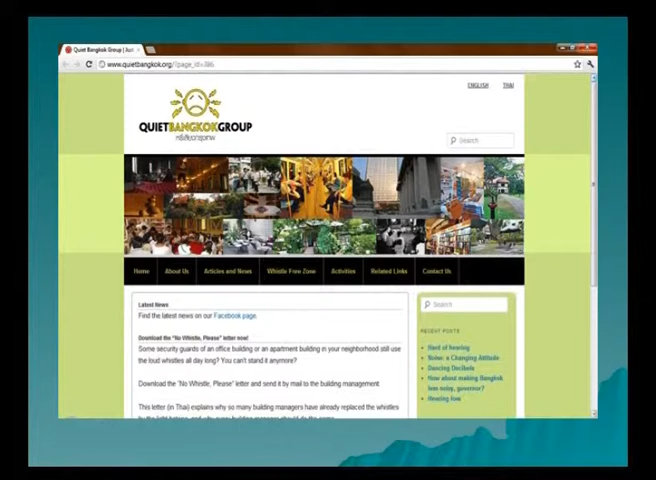 Quiet Bangkok Group | Just
www.quietbangkok.org/?page_id=386
ENGLISH THAI
QUIETBANGKOKGROUP
Search
Home About Us Articles and News Whistle Free Zone Activities Related Links Contact Us
Latest News
Find the latest news on our Facebook page.
Download the "No Whistle, Please" letter now!
Some security guards of an office building or an apartment building in your neighborhood still use
the loud whistles all day long? You can't stand it anymore?
Download the "No Whistle, Please" letter and send it by mail to the building management
This letter (in Thai) explains why so many building managers have already replaced the whistles
Search
RECENT POSTS
Hard of hearing
Noise: a Changing Attitude
Dancing Decibels
How about making Bangkok
less noisy, governor?
Hearing low